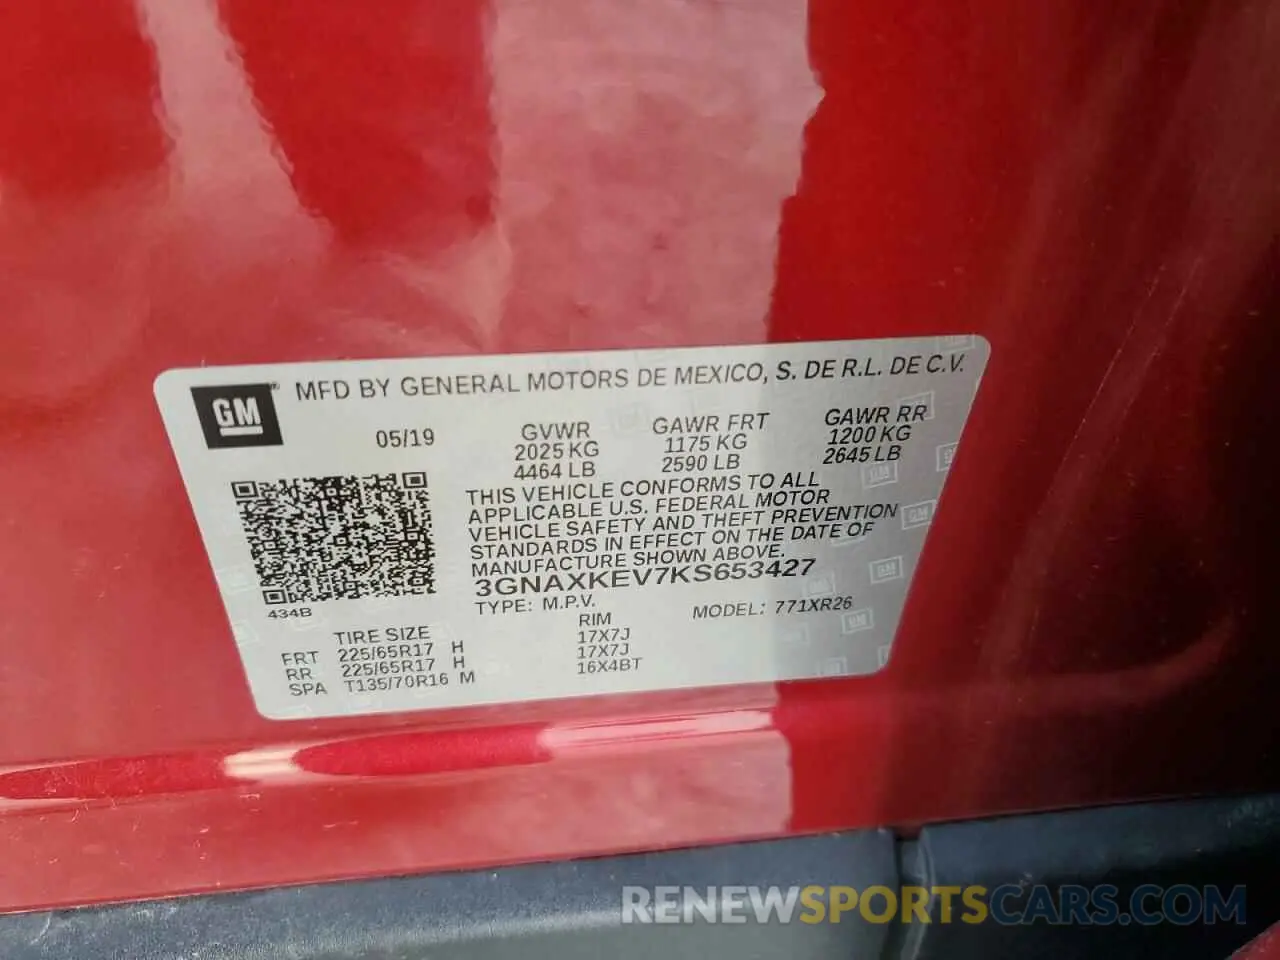 GM® MFD BY GENERAL MOTORS DE MEXICO, S. DE R.L. DE C.V.
05/19
GVWR
2025 KG
4464 LB
GAWR FRT
1175 KG
2590 LB
GAWR RR
1200 KG
2645 LB
THIS VEHICLE CONFORMS TO ALL
APPLICABLE U.S. FEDERAL MOTOR
VEHICLE SAFETY AND THEFT PREVENTION
STANDARDS IN EFFECT ON THE DATE OF
MANUFACTURE SHOWN ABOVE.
3GNAXKEV7KS653427
TYPE: M.P.V. MODEL: 771XR26
434B
TIRE SIZE RIM
FRT 225/65R17 H 17X7J
RR 225/65R17 H 17X7J
SPA T135/70R16 M 16X4BT
RENEWSPORTSCARS.COM